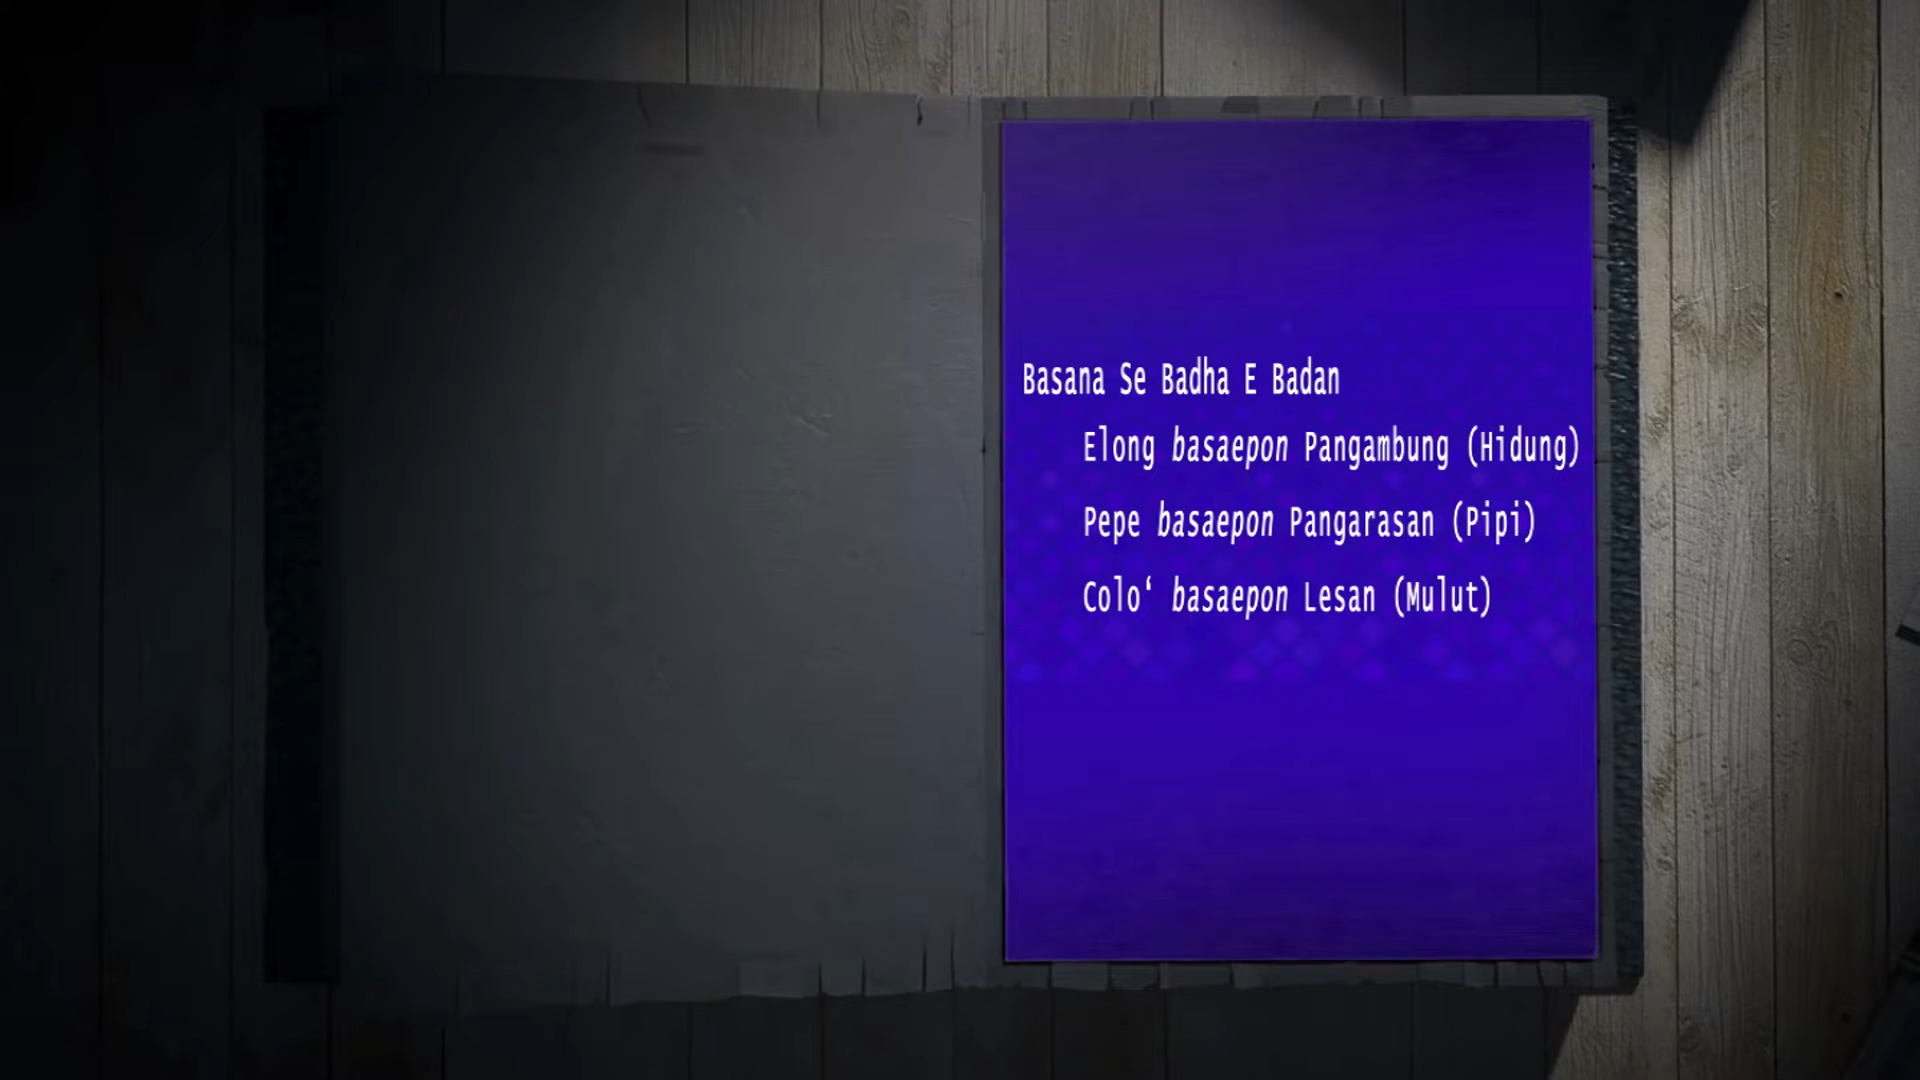 Basana Se Badha E Badan
Elong basaepon Pangambung (Hidung)
Pepe basaepon Pangarasan (Pipi)
Colo‘ basaepon Lesan (Mulut)